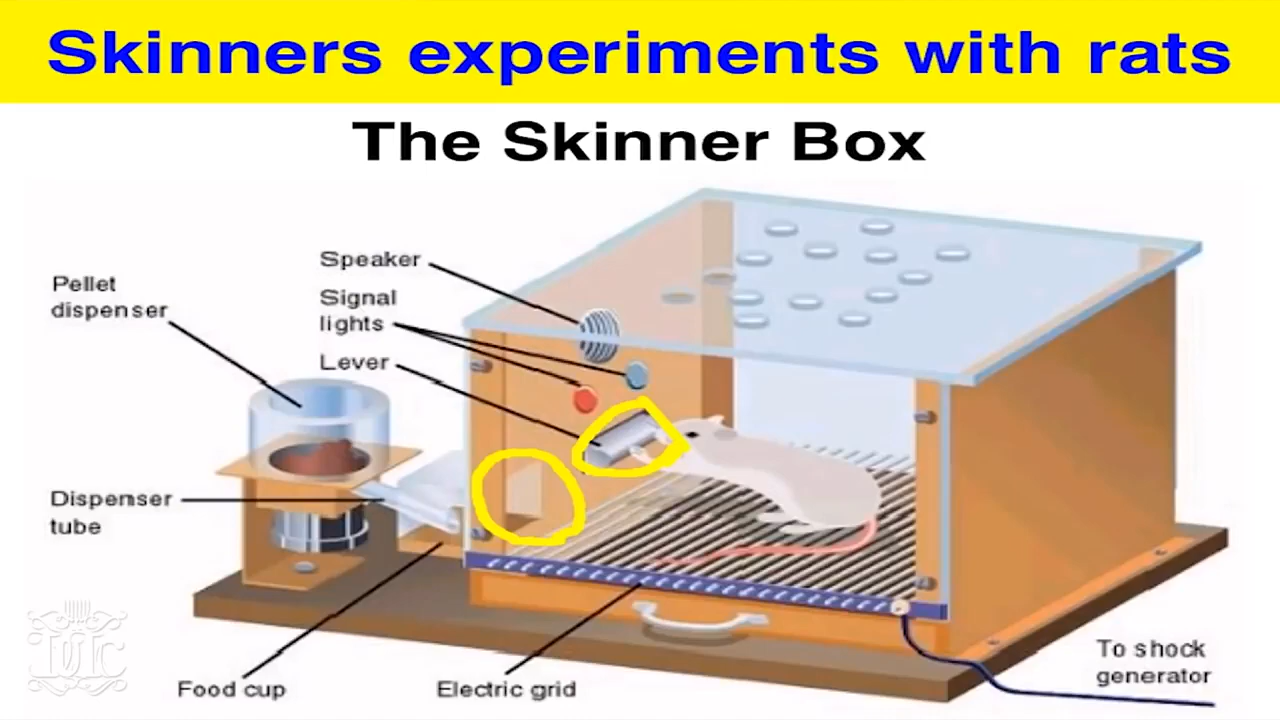 Skinners experiments with rats
The Skinner Box
Speaker
Pellet
dispenser
Signal
lights
Lever
Dispenser
tube
Food cup
Electric grid
To shock
generator